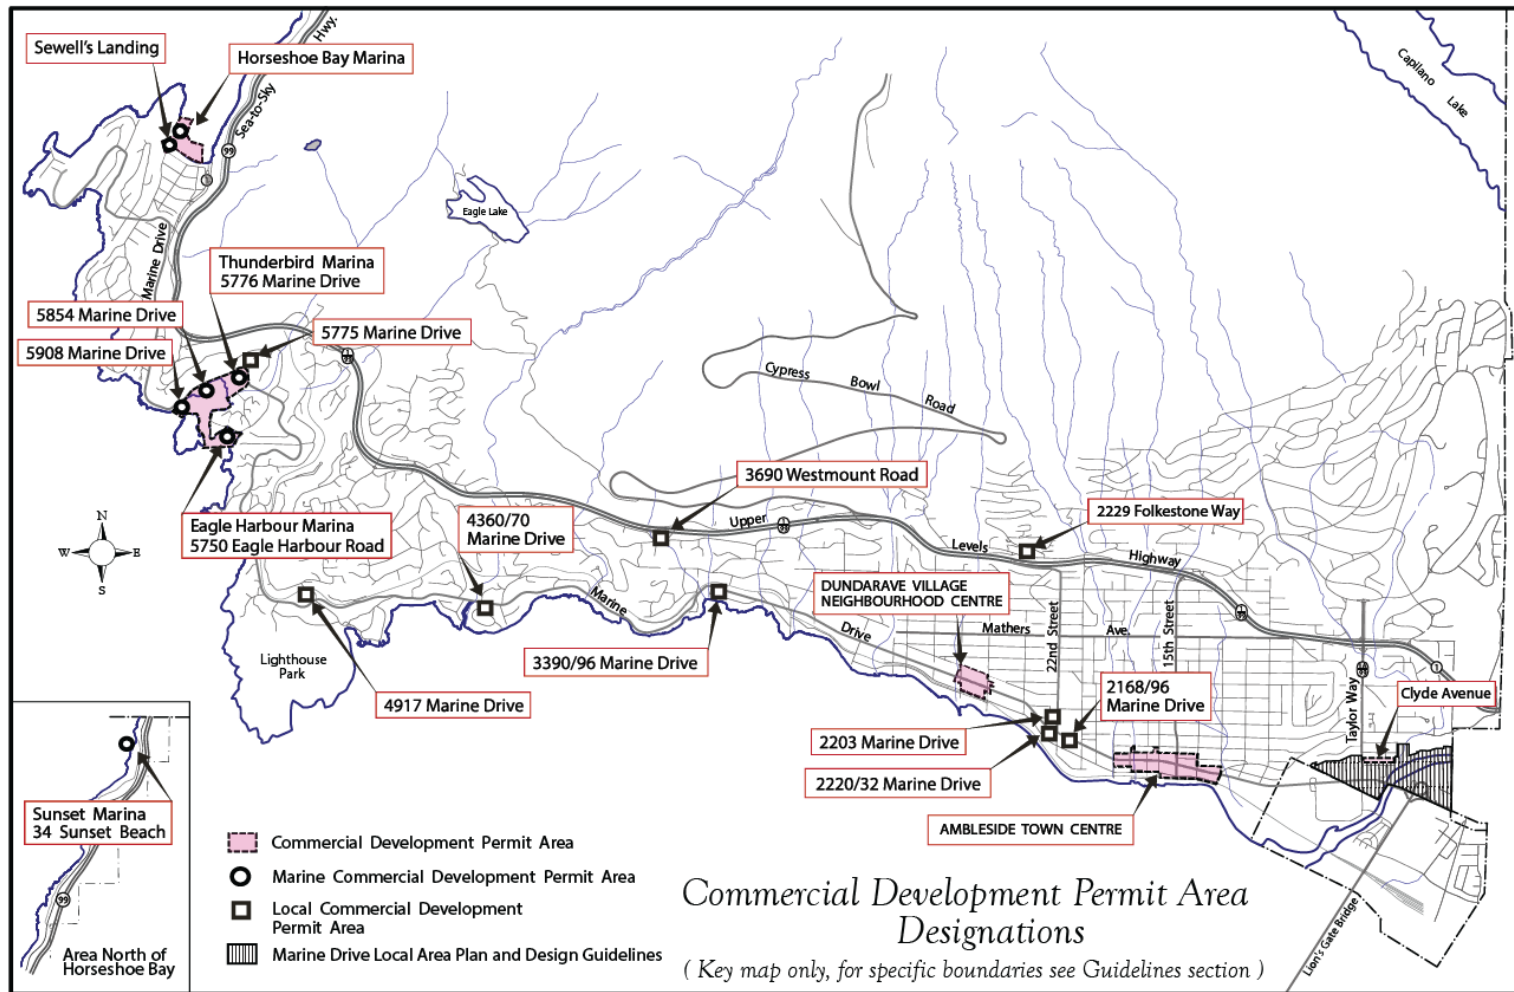 Sewell's Landing
Horseshoe Bay Marina
Hwy.
Sea-to-Sky
99
1
Capilano
Lake
Eagle Lake
Marine Drive
Thunderbird Marina
5776 Marine Drive
5854 Marine Drive
5775 Marine Drive
5908 Marine Drive
Cypress Bowl
Road
3690 Westmount Road
Eagle Harbour Marina
5750 Eagle Harbour Road
4360/70
Marine Drive
Upper
Levels
Highway
2229 Folkestone Way
N
W
E
S
DUNDARAVE VILLAGE
NEIGHBOURHOOD CENTRE
Marine
Drive
Mathers Ave.
22nd Street
15th Street
Taylor Way
1
3390/96 Marine Drive
Lighthouse
Park
4917 Marine Drive
2168/96
Marine Drive
Clyde Avenue
2203 Marine Drive
2220/32 Marine Drive
AMBLESIDE TOWN CENTRE
Sunset Marina
34 Sunset Beach
99
Area North of
Horseshoe Bay
Commercial Development Permit Area
Marine Commercial Development Permit Area
Local Commercial Development
Permit Area
Marine Drive Local Area Plan and Design Guidelines
Commercial Development Permit Area
Designations
( Key map only, for specific boundaries see Guidelines section )
Lion's Gate Bridge